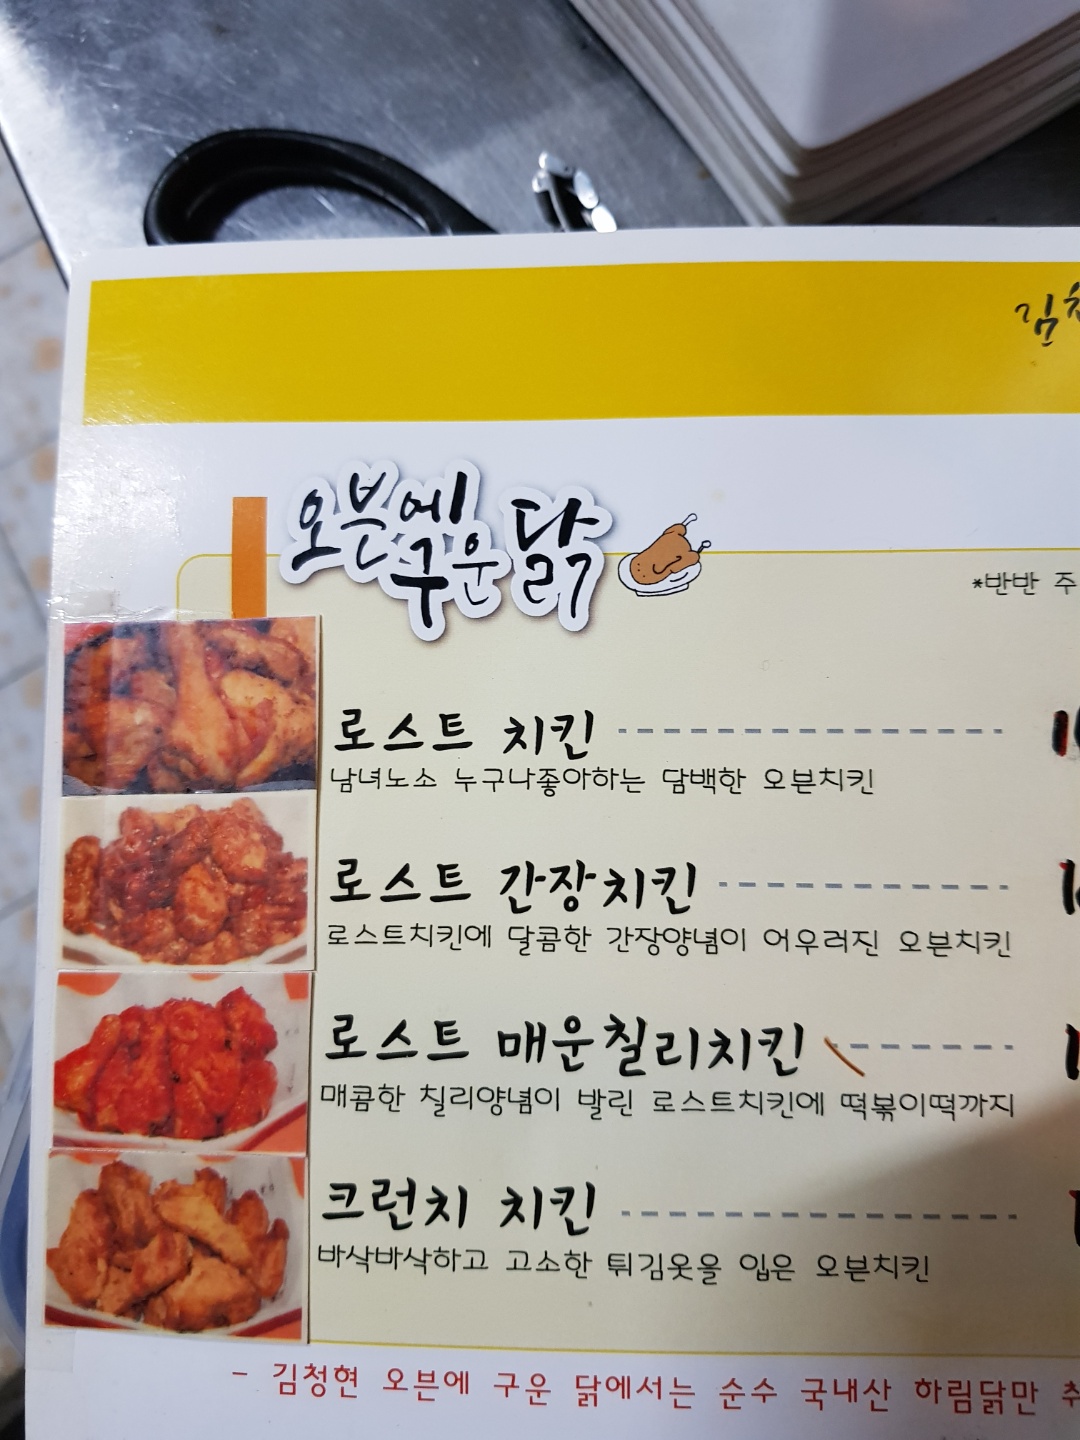 오븐에 구운 닭
*반반
로스트 치킨
남녀노소 누구나좋아하는 담백한 오븐치킨
로스트 간장치킨
로스트치킨에 달콤한 간장양념이 어우러진 오븐치킨
로스트 매운칠리치킨
매콤한 칠리양념이 발린 로스트치킨에 떡볶이떡까지
크런치 치킨
바삭바삭하고 고소한 튀김옷을 입은 오븐치킨
- 김청현 오븐에 구운 닭에서는 순수 국내산 하림닭만